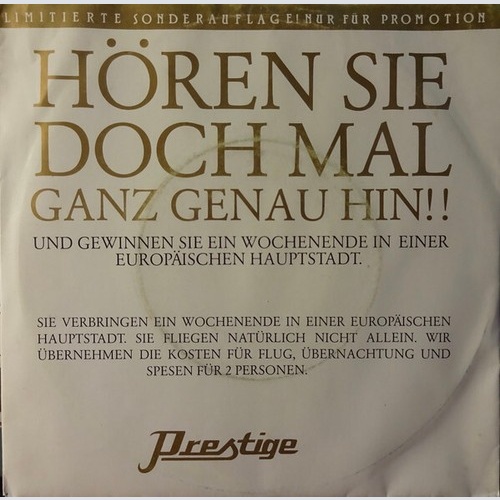 LIMITIERTE SONDERAUFLAGE! NUR FÜR PROMOTION
HÖREN SIE
DOCH MAL
GANZ GENAU HIN!!
UND GEWINNEN SIE EIN WOCHENENDE IN EINER
EUROPÄISCHEN HAUPTSTADT.
SIE VERBRINGEN EIN WOCHENENDE IN EINER EUROPÄISCHEN
HAUPTSTADT. SIE FLIEGEN NATÜRLICH NICHT ALLEIN. WIR
ÜBERNEHMEN DIE KOSTEN FÜR FLUG, ÜBERNACHTUNG UND
SPESEN FÜR 2 PERSONEN.
Prestige